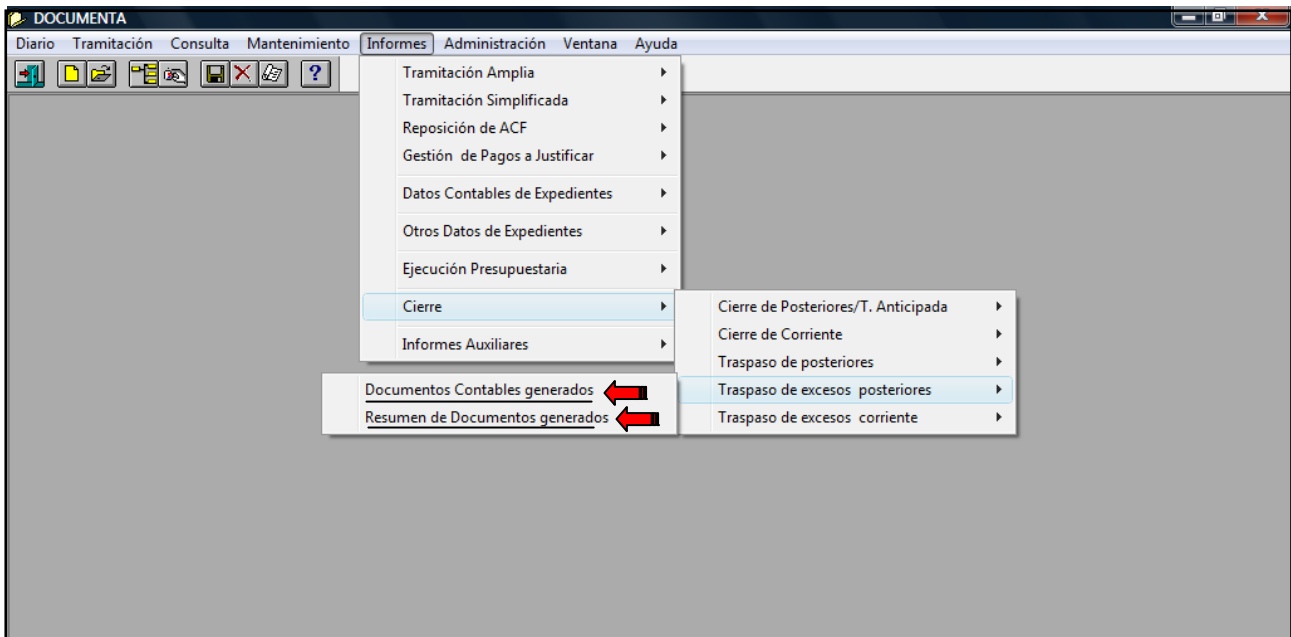 DOCUMENTA
Diario Tramitación Consulta Mantenimiento Informes Administración Ventana Ayuda
?
Tramitación Amplia
Tramitación Simplificada
Reposición de ACF
Gestión de Pagos a Justificar
Datos Contables de Expedientes
Otros Datos de Expedientes
Ejecución Presupuestaria
Cierre
Informes Auxiliares
Cierre de Posteriores/T. Anticipada
Cierre de Corriente
Traspaso de posteriores
Traspaso de excesos posteriores
Traspaso de excesos corriente
Documentos Contables generados
Resumen de Documentos generados